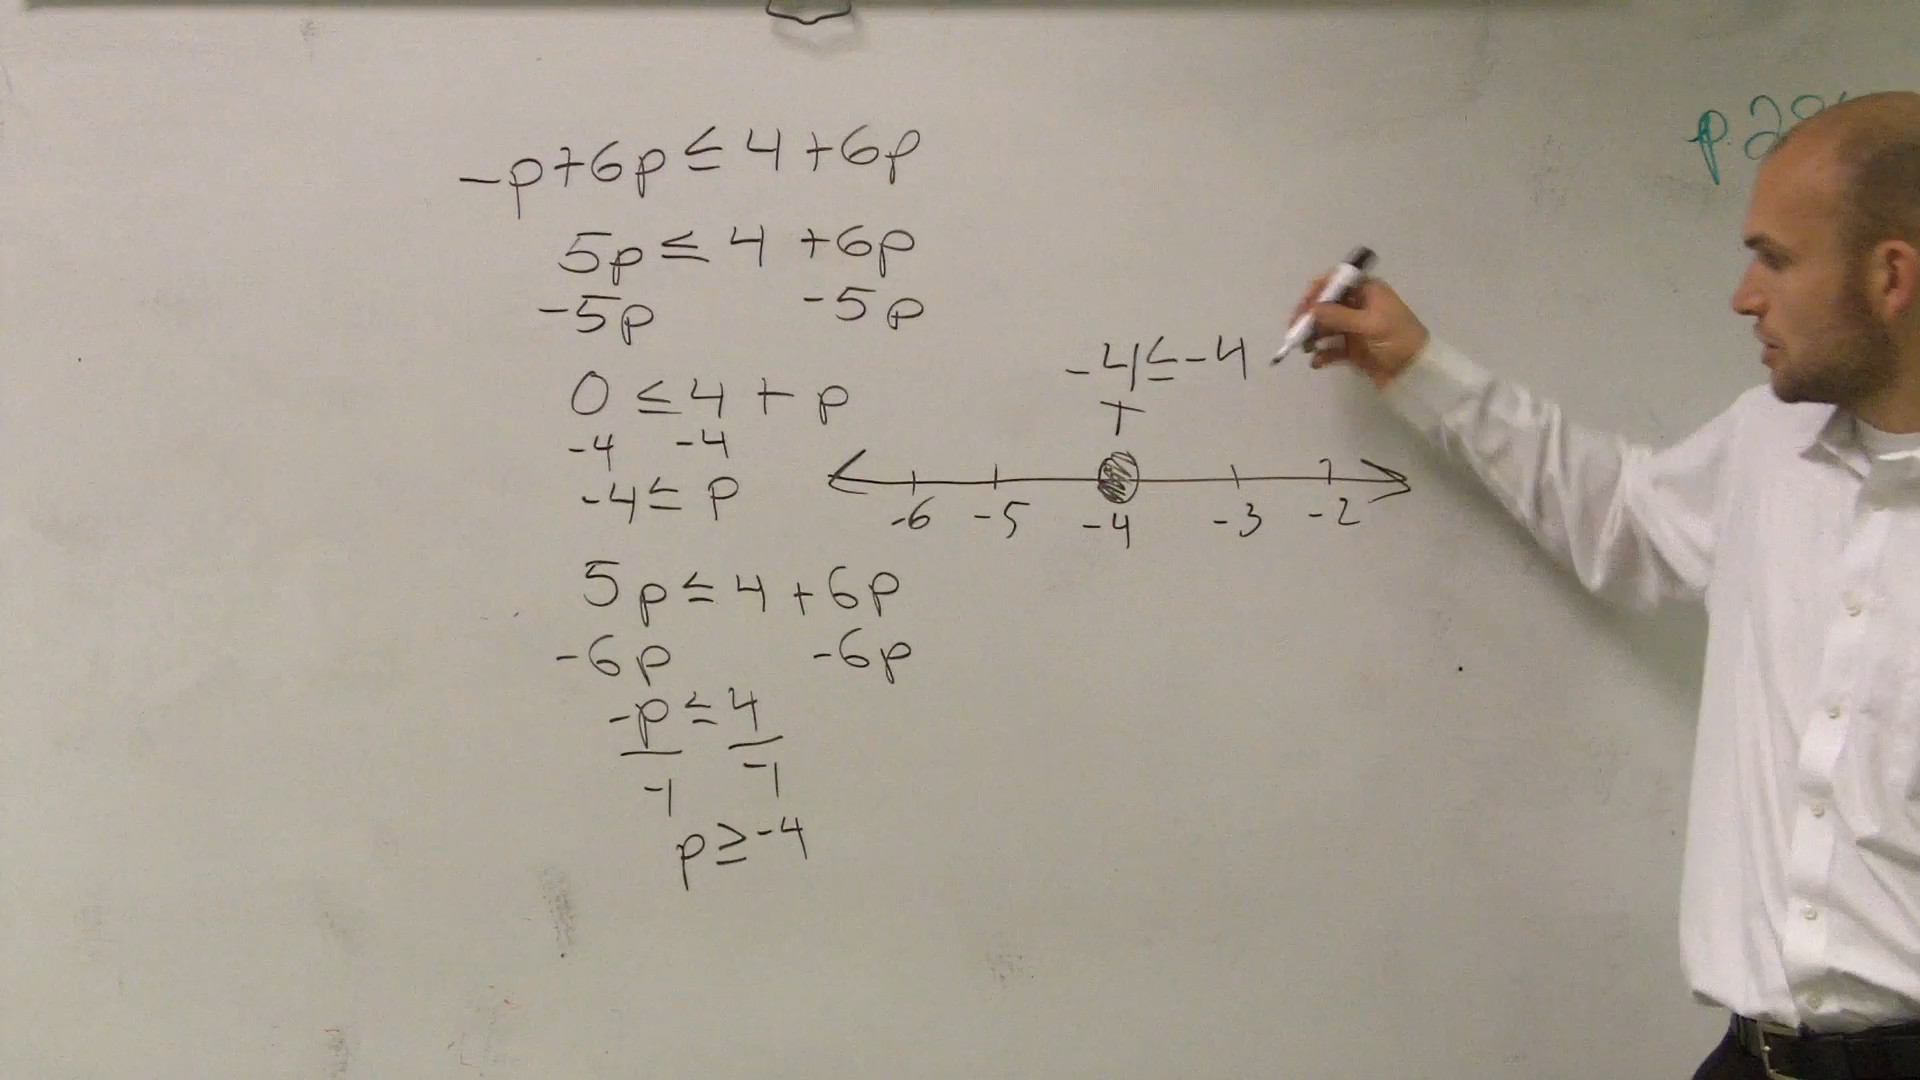 -p+6p ≤ 4+6p
5p ≤ 4 +6p
-5p -5p
0 ≤ 4 + p
-4 -4
-4 ≤ p
5p ≤ 4 +6p
-6p -6p
-p ≤ 4
-1 -1
p ≥ -4
-4 ≤ -4
T
-6 -5 -4 -3 -2